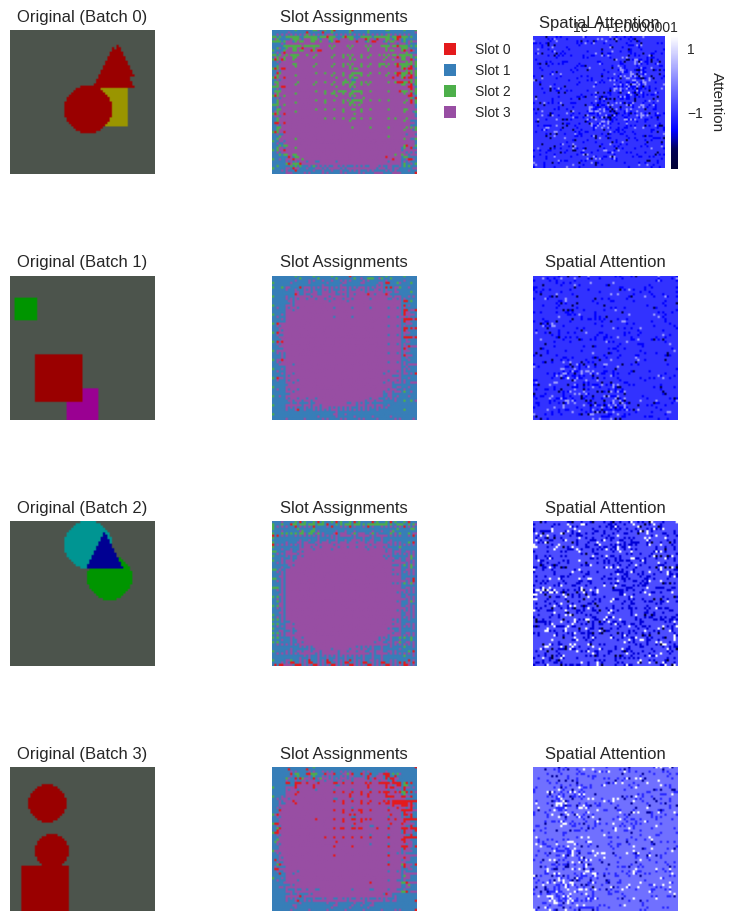 Original (Batch 0)
Slot Assignments
Slot 0
Slot 1
Slot 2
Slot 3
Spatial Attention
1e−7+1.0000001
1
−1
Attention
Original (Batch 1)
Slot Assignments
Spatial Attention
Original (Batch 2)
Slot Assignments
Spatial Attention
Original (Batch 3)
Slot Assignments
Spatial Attention